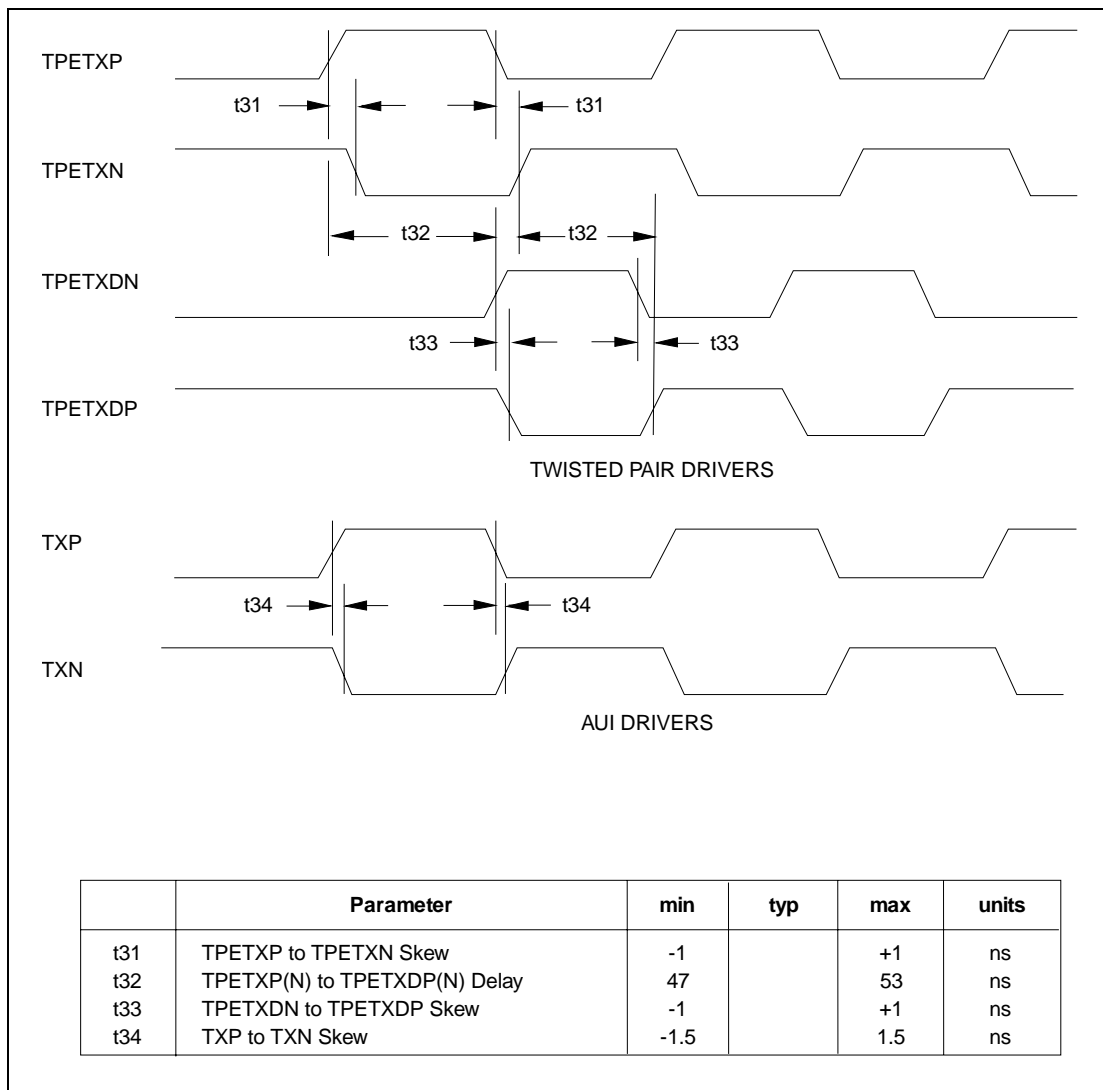 TPETXP
t31 t31
TPETXN
t32 t32
TPETXDN
t33 t33
TPETXDP
TWISTED PAIR DRIVERS
TXP
t34 t34
TXN
AUI DRIVERS
Parameter min typ max units
t31 TPETXP to TPETXN Skew -1 +1 ns
t32 TPETXP(N) to TPETXDP(N) Delay 47 53 ns
t33 TPETXDN to TPETXDP Skew -1 +1 ns
t34 TXP to TXN Skew -1.5 1.5 ns